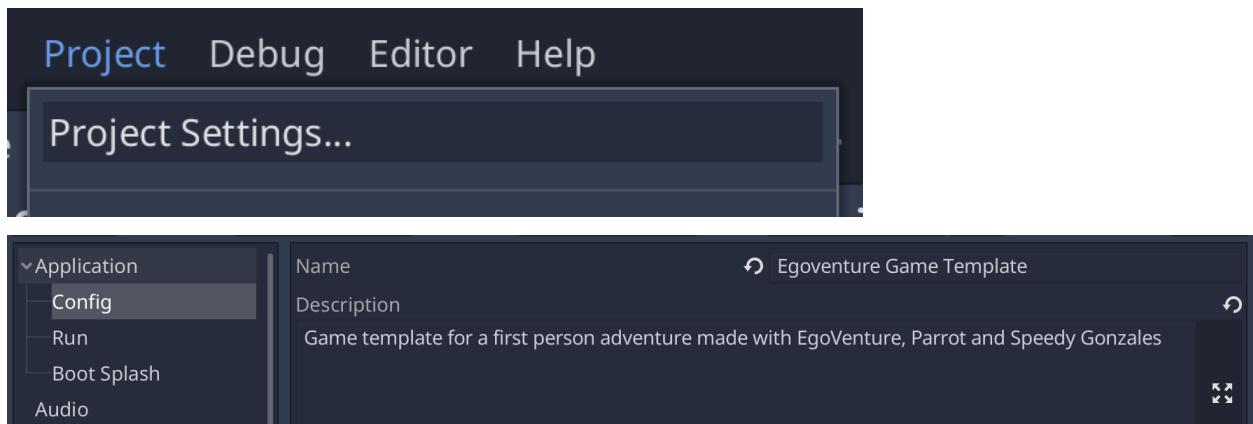 Project Debug Editor Help
Project Settings...
Application
Config
Run
Boot Splash
Audio
Name Egoventure Game Template
Description
Game template for a first person adventure made with EgoVenture, Parrot and Speedy Gonzales